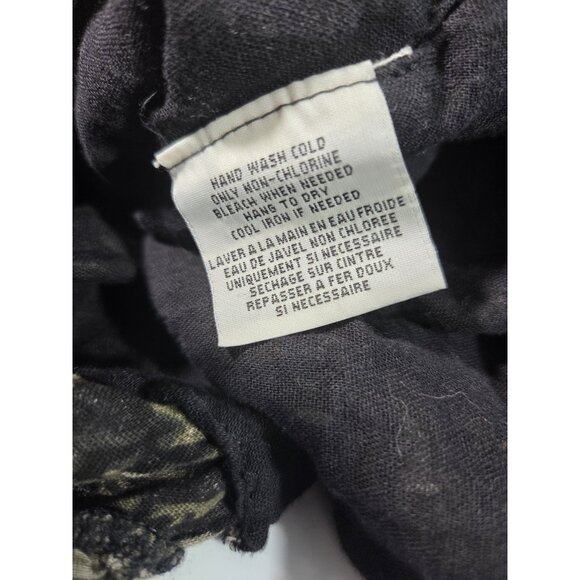 HAND WASH COLD
ONLY NON-CHLORINE
BLEACH WHEN NEEDED
HANG TO DRY
COOL IRON IF NEEDED
LAVER A LA MAIN EN EAU FROIDE
EAU DE JAVEL NON CHLOREE
UNIQUEMENT SI NECESSAIRE
SECHAGE SUR CINTRE
REPASSER A FER DOUX
SI NECESSAIRE